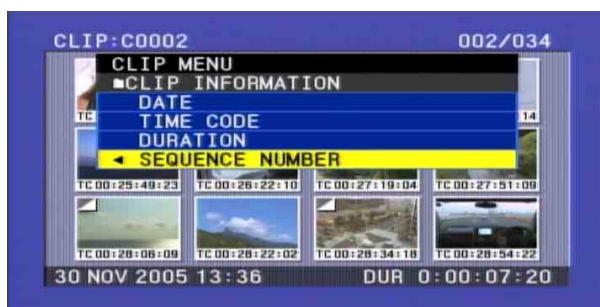 CLIP:C0002 002/034
CLIP MENU
CLIP INFORMATION
DATE
TIME CODE
DURATION
SEQUENCE NUMBER
TC 14
TC 00:25:49:23 TC 00:26:22:10 TC 00:27:19:04 TC 00:27:51:09
TC 00:28:06:09 TC 00:28:22:02 TC 00:28:34:18 TC 00:28:54:22
30 NOV 2005 13:36 DUR 0:00:07:20